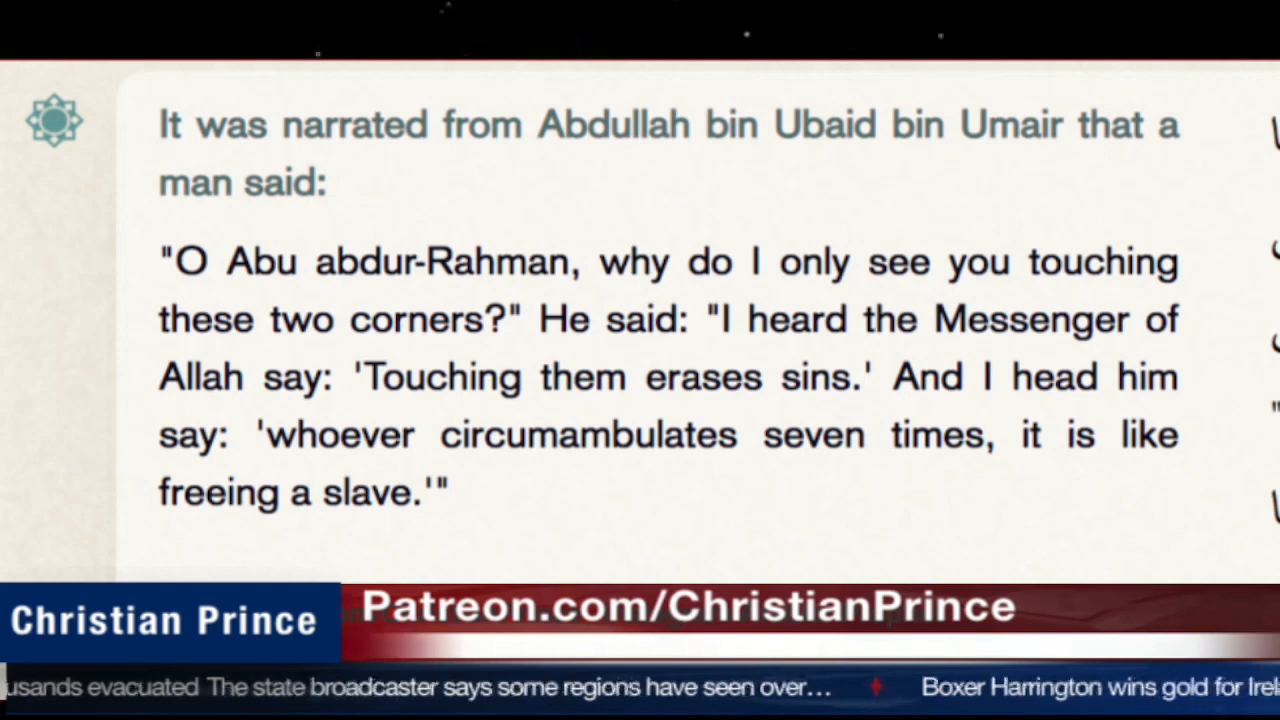 It was narrated from Abdullah bin Ubaid bin Umair that a
man said:
"O Abu abdur-Rahman, why do I only see you touching
these two corners?" He said: "I heard the Messenger of
Allah say: 'Touching them erases sins.' And I head him
say: 'whoever circumambulates seven times, it is like
freeing a slave.'"
Christian Prince
Patreon.com/ChristianPrince
usands evacuated The state broadcaster says some regions have seen over...
Boxer Harrington wins gold for Irel